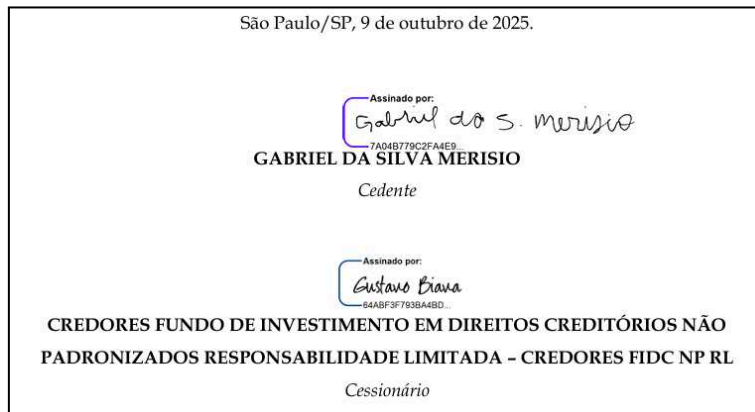 São Paulo/SP, 9 de outubro de 2025.
Assinado por:
Gabriel da S. Merisio
7A04B779C2FA4E9...
GABRIEL DA SILVA MERISIO
Cedente
Assinado por:
Gustavo Biava
64ABF3F793BA4BD...
CREDORES FUNDO DE INVESTIMENTO EM DIREITOS CREDITÓRIOS NÃO
PADRONIZADOS RESPONSABILIDADE LIMITADA – CREDORES FIDC NP RL
Cessionário